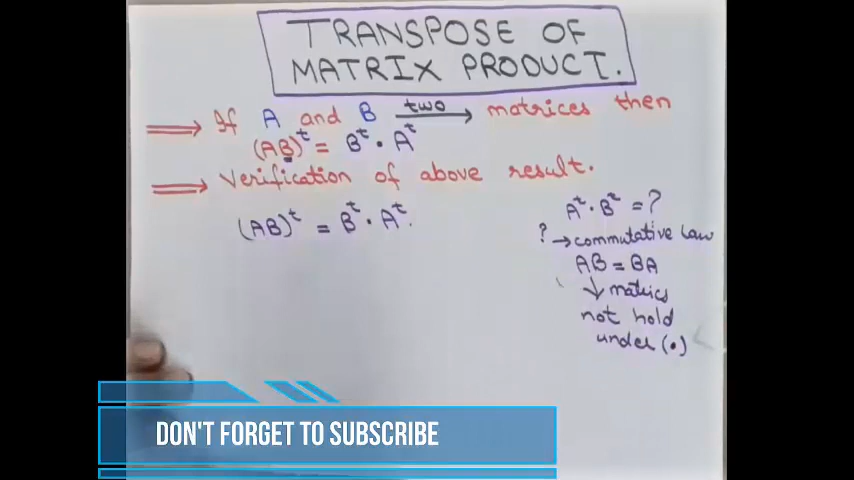 TRANSPOSE OF
MATRIX PRODUCT.
⟹ If A and B two matrices then
(AB)ᵗ = Bᵗ · Aᵗ
⟹ Verification of above result.
(AB)ᵗ = Bᵗ · Aᵗ.
Aᵗ · Bᵗ = ?
? → commutative law
AB = BA
↓ matrics
not hold
under (•)
DON'T FORGET TO SUBSCRIBE